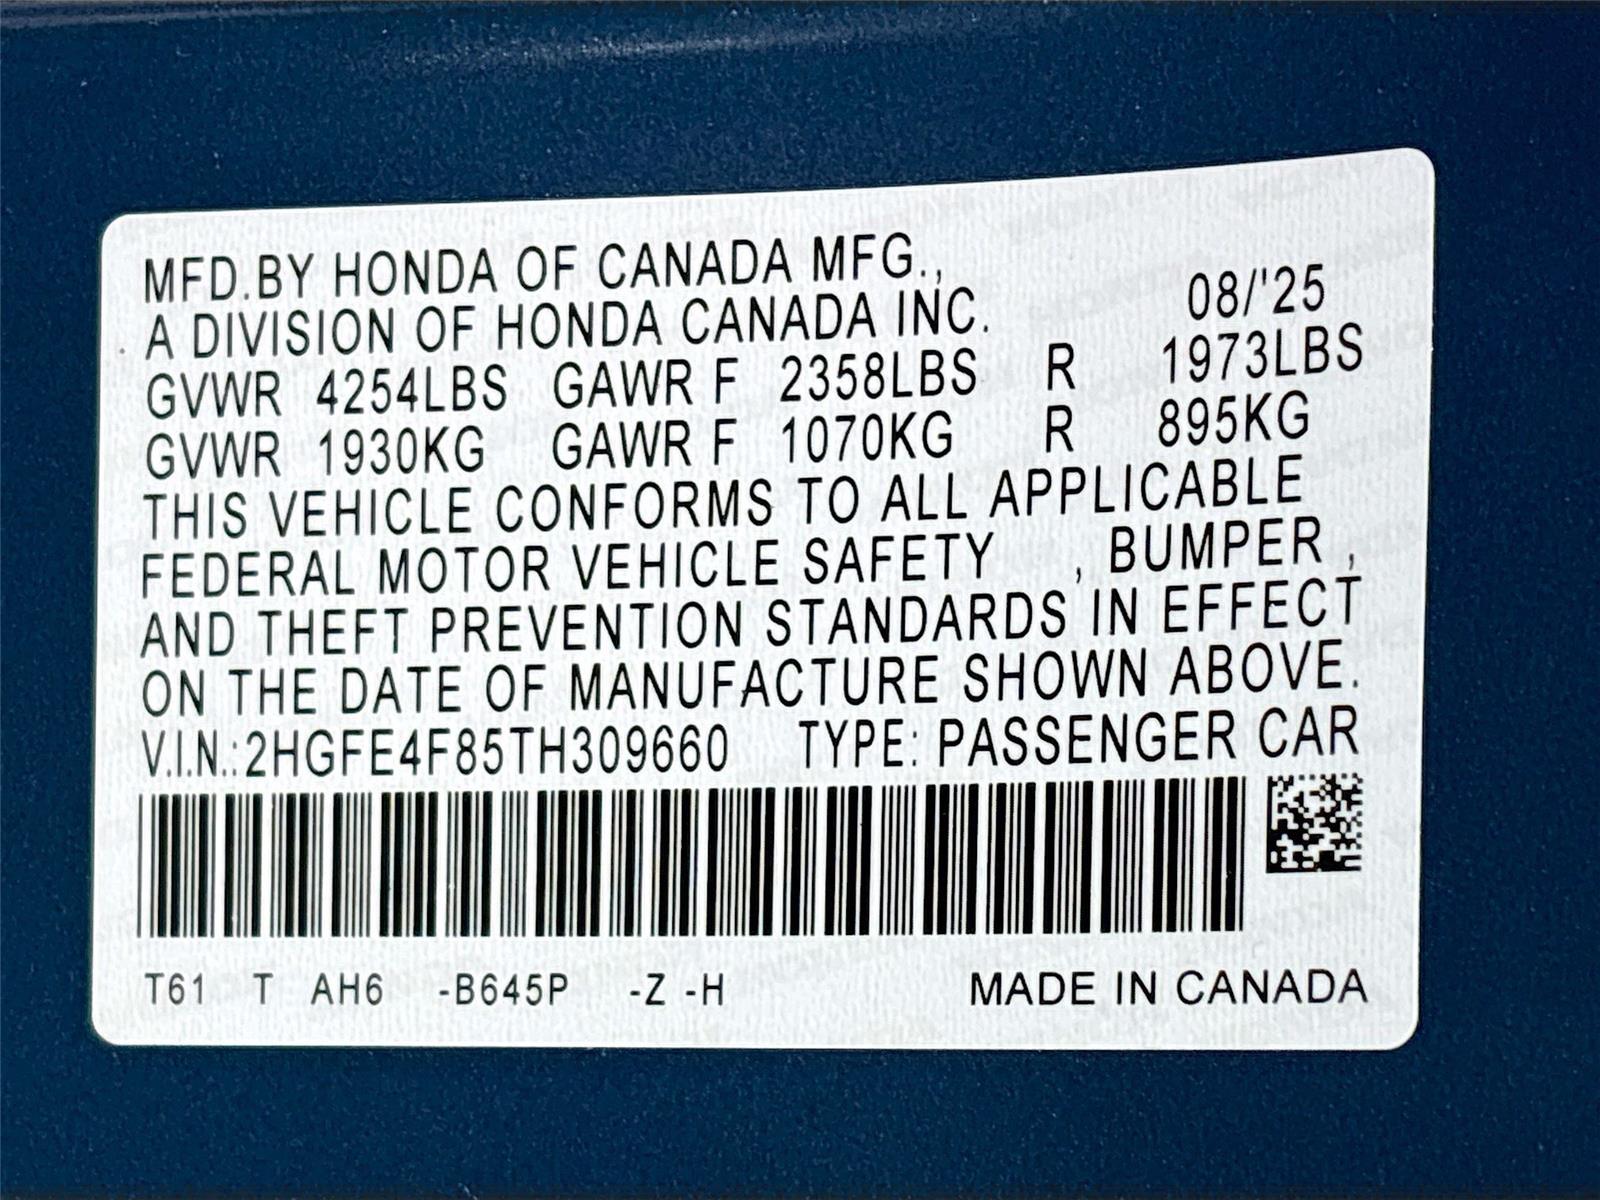 MFD.BY HONDA OF CANADA MFG.,
A DIVISION OF HONDA CANADA INC. 08/'25
GVWR 4254LBS GAWR F 2358LBS R 1973LBS
GVWR 1930KG GAWR F 1070KG R 895KG
THIS VEHICLE CONFORMS TO ALL APPLICABLE
FEDERAL MOTOR VEHICLE SAFETY , BUMPER ,
AND THEFT PREVENTION STANDARDS IN EFFECT
ON THE DATE OF MANUFACTURE SHOWN ABOVE.
V.I.N.:2HGFE4F85TH309660 TYPE: PASSENGER CAR
T61 T AH6 -B645P -Z -H MADE IN CANADA